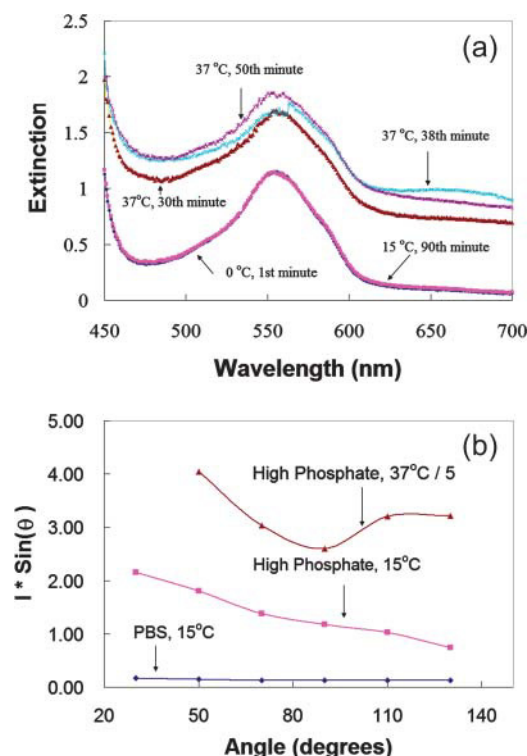 (a)
2.5
2
1.5
1
0.5
0
Extinction
37 °C, 50th minute
37 °C, 38th minute
37°C, 30th minute
0 °C, 1st minute
15 °C, 90th minute
450 500 550 600 650 700
Wavelength (nm)
(b)
5.00
4.00
3.00
2.00
1.00
0.00
I * Sin(θ)
High Phosphate, 37°C / 5
High Phosphate, 15°C
PBS, 15°C
20 50 80 110 140
Angle (degrees)